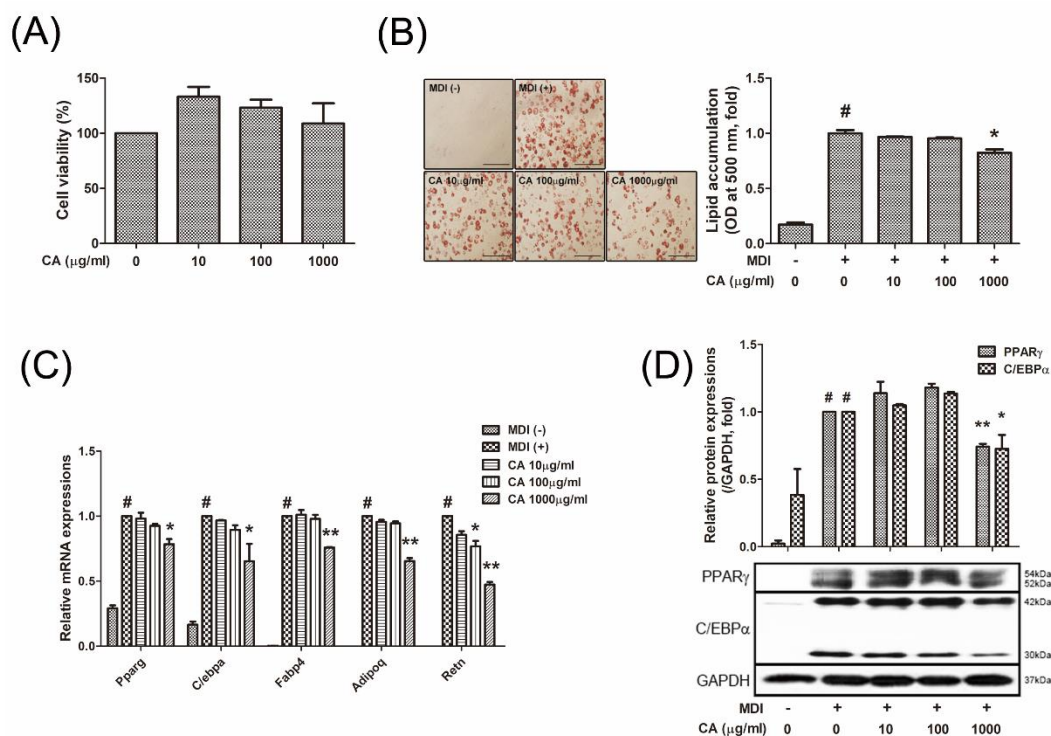 (A)
Cell viability (%)
150
100
50
0
CA (μg/ml)
0 10 100 1000
(B)
MDI (-)
MDI (+)
CA 10μg/ml
CA 100μg/ml
CA 1000μg/ml
Lipid accumulation
(OD at 500 nm, fold)
1.5
1.0
0.5
0.0
#
*
MDI - + + + +
CA (μg/ml) 0 0 10 100 1000
(C)
Relative mRNA expressions
1.5
1.0
0.5
0.0
MDI (-)
MDI (+)
CA 10μg/ml
CA 100μg/ml
CA 1000μg/ml
# * # * # ** # ** # * **
Pparg C/ebpa Fabp4 Adipoq Retn
(D)
Relative protein expressions
(/GAPDH, fold)
1.5
1.0
0.5
0.0
PPARγ
C/EBPα
# # ** *
PPARγ
54kDa
52kDa
42kDa
C/EBPα
30kDa
GAPDH
37kDa
MDI - + + + +
CA (μg/ml) 0 0 10 100 1000